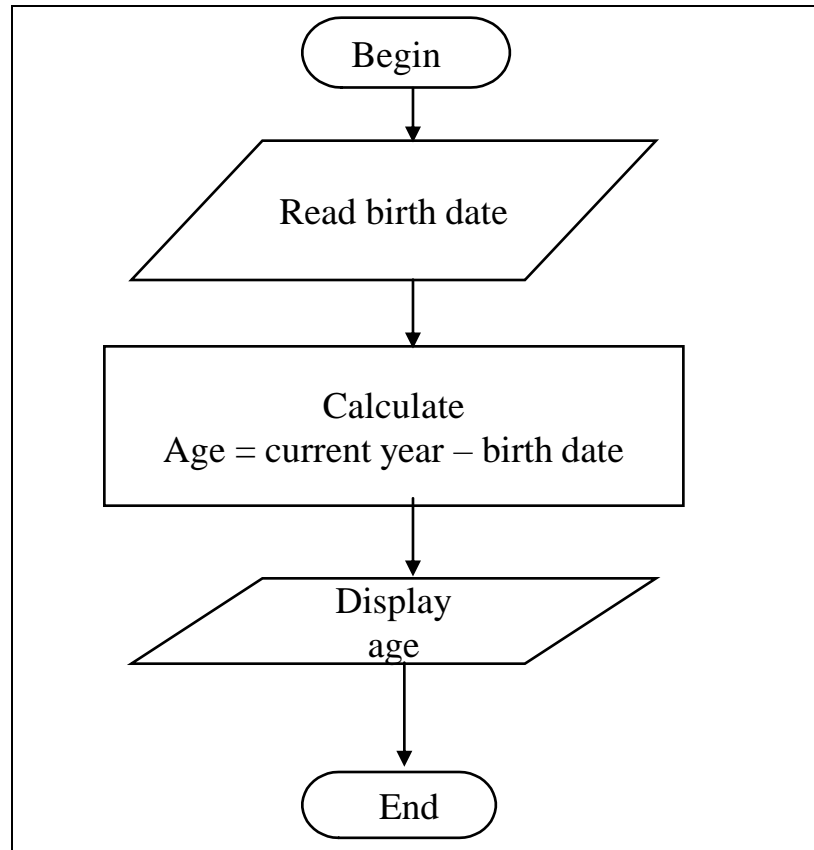 Begin
Read birth date
Calculate
Age = current year – birth date
Display
age
End